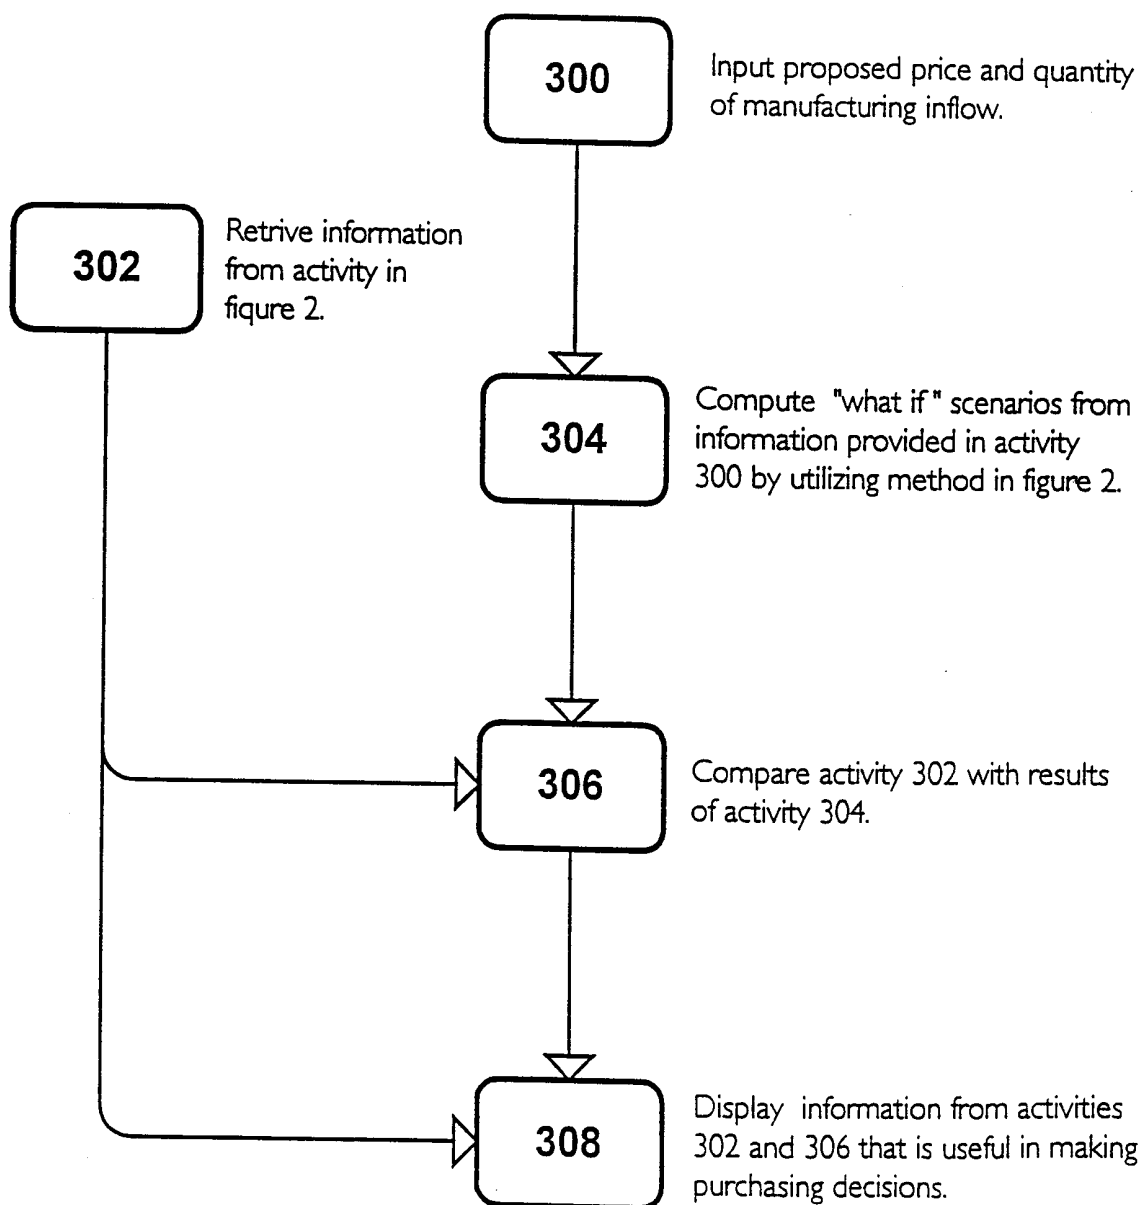 300
Input proposed price and quantity
of manufacturing inflow.
302
Retrive information
from activity in
fiqure 2.
304
Compute "what if" scenarios from
information provided in activity
300 by utilizing method in figure 2.
306
Compare activity 302 with results
of activity 304.
308
Display information from activities
302 and 306 that is useful in making
purchasing decisions.